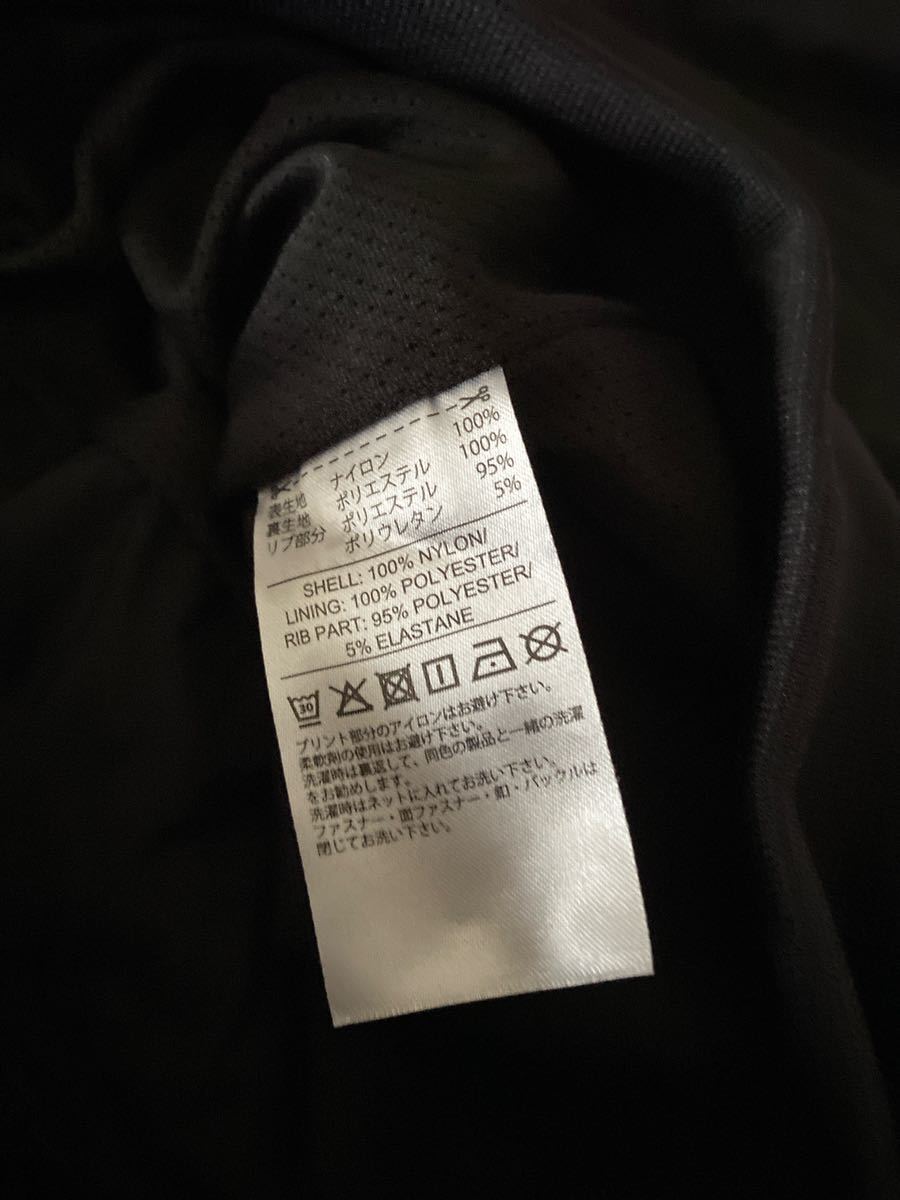 表生地 ナイロン 100%
裏生地 ポリエステル 100%
リブ部分 ポリエステル 95%
ポリウレタン 5%
SHELL: 100% NYLON/
LINING: 100% POLYESTER/
RIB PART: 95% POLYESTER/
5% ELASTANE
30
プリント部分のアイロンはお避け下さい。
柔軟剤の使用はお避け下さい。
洗濯時は裏返して、同色の製品と一緒の洗濯
をお勧めします。
洗濯時はネットに入れてお洗い下さい。
ファスナー・面ファスナー・釦・バックルは
閉じてお洗い下さい。